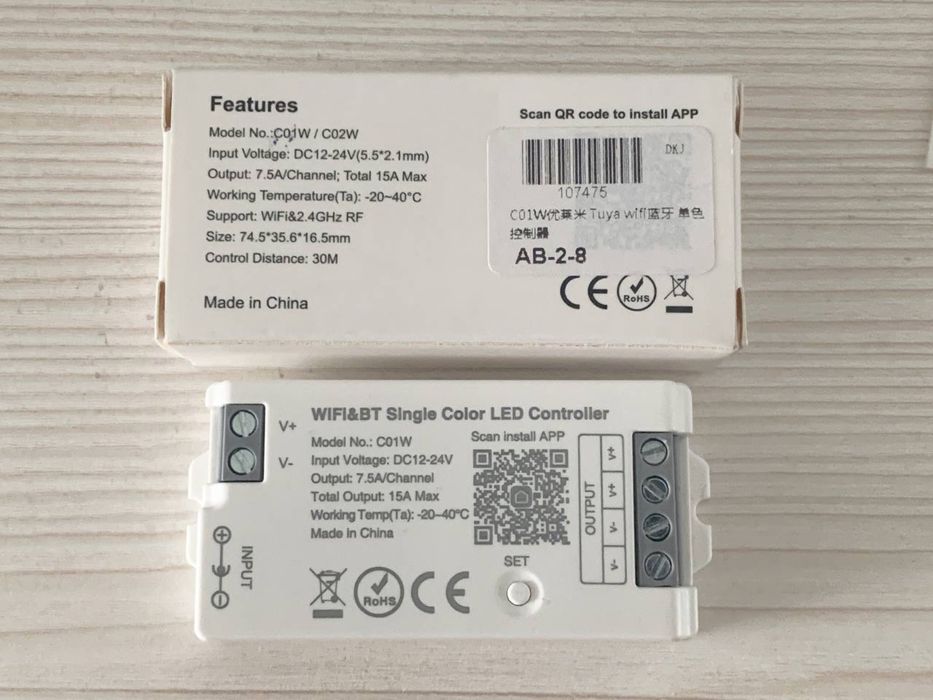 Features
Model No.:C01W / C02W
Input Voltage: DC12-24V(5.5*2.1mm)
Output: 7.5A/Channel; Total 15A Max
Working Temperature(Ta): -20~40°C
Support: WiFi&2.4GHz RF
Size: 74.5*35.6*16.5mm
Control Distance: 30M
Made in China
Scan QR code to install APP
DKJ
107475
C01W优莱米 Tuya wifi蓝牙 单色
控制器
AB-2-8
CE RoHS
WIFI&BT Single Color LED Controller
Model No.: C01W
Input Voltage: DC12-24V
Output: 7.5A/Channel
Total Output: 15A Max
Working Temp(Ta): -20~40°C
Made in China
Scan install APP
V+
V-
INPUT
OUTPUT
V+
V+
V-
V-
SET
RoHS CE